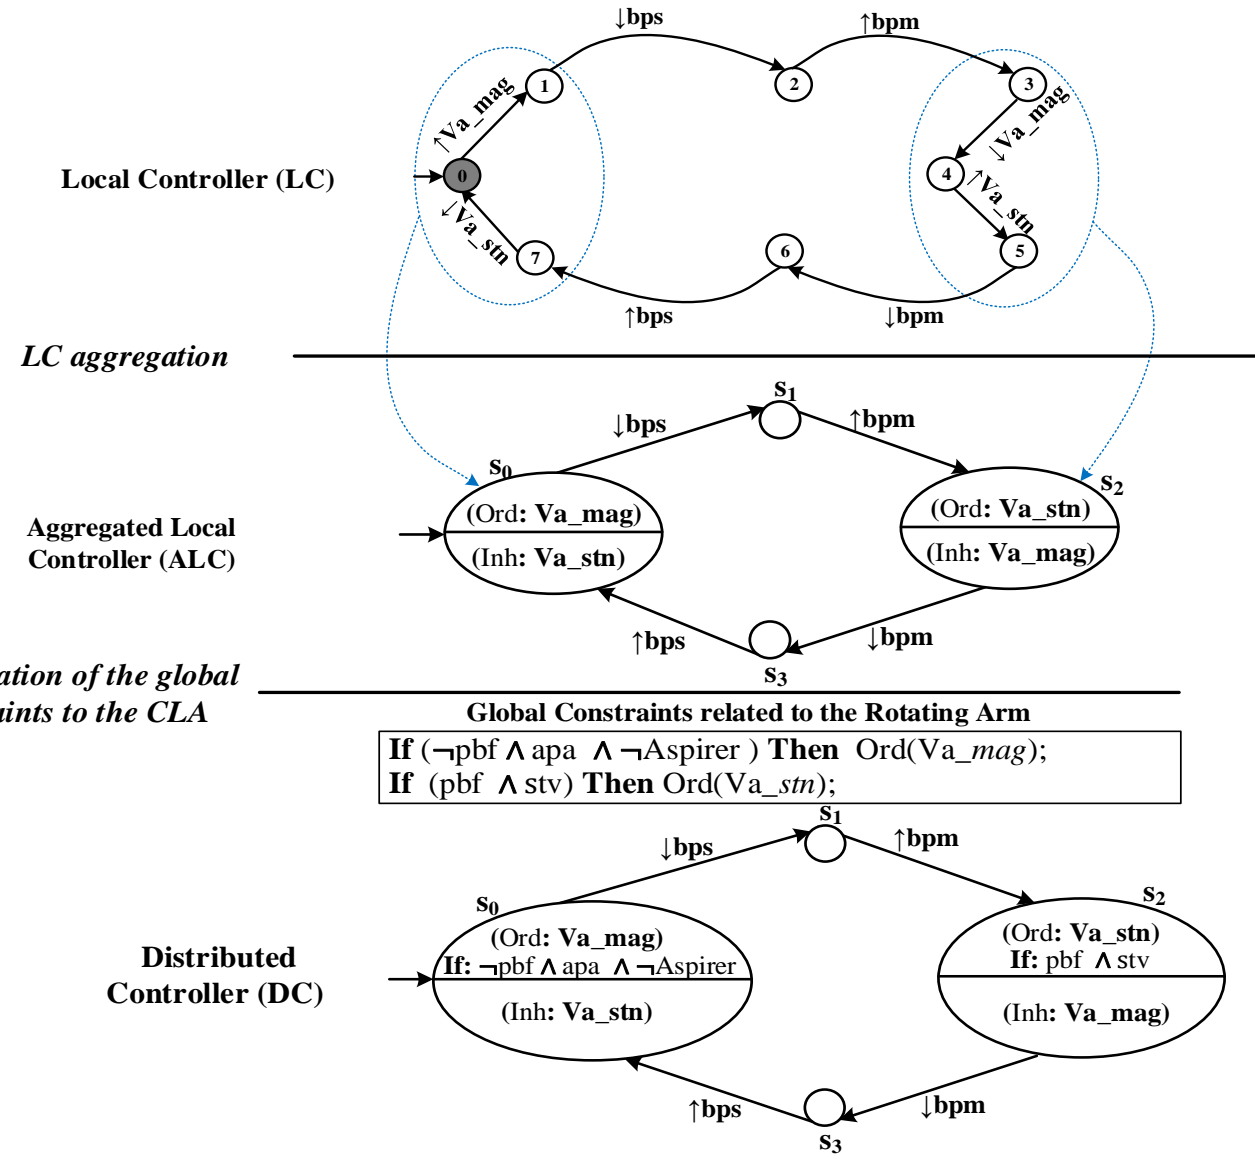 ↓bps
↑bpm
1
2
3
↑Va_mag
↓Va_mag
Local Controller (LC)
0
4
↑Va_stn
↓Va_stn
7
6
5
↑bps
↓bpm
LC aggregation
s1
↓bps
↑bpm
s0
s2
(Ord: Va_mag)
(Ord: Va_stn)
Aggregated Local
Controller (ALC)
(Inh: Va_stn)
(Inh: Va_mag)
↑bps
↓bpm
s3
ation of the global
aints to the CLA
Global Constraints related to the Rotating Arm
If (¬pbf ∧ apa ∧ ¬Aspirer ) Then Ord(Va_mag);
If (pbf ∧ stv) Then Ord(Va_stn);
s1
↓bps
↑bpm
s0
s2
(Ord: Va_mag)
If: ¬pbf ∧ apa ∧ ¬Aspirer
(Ord: Va_stn)
If: pbf ∧ stv
Distributed
Controller (DC)
(Inh: Va_stn)
(Inh: Va_mag)
↑bps
↓bpm
s3